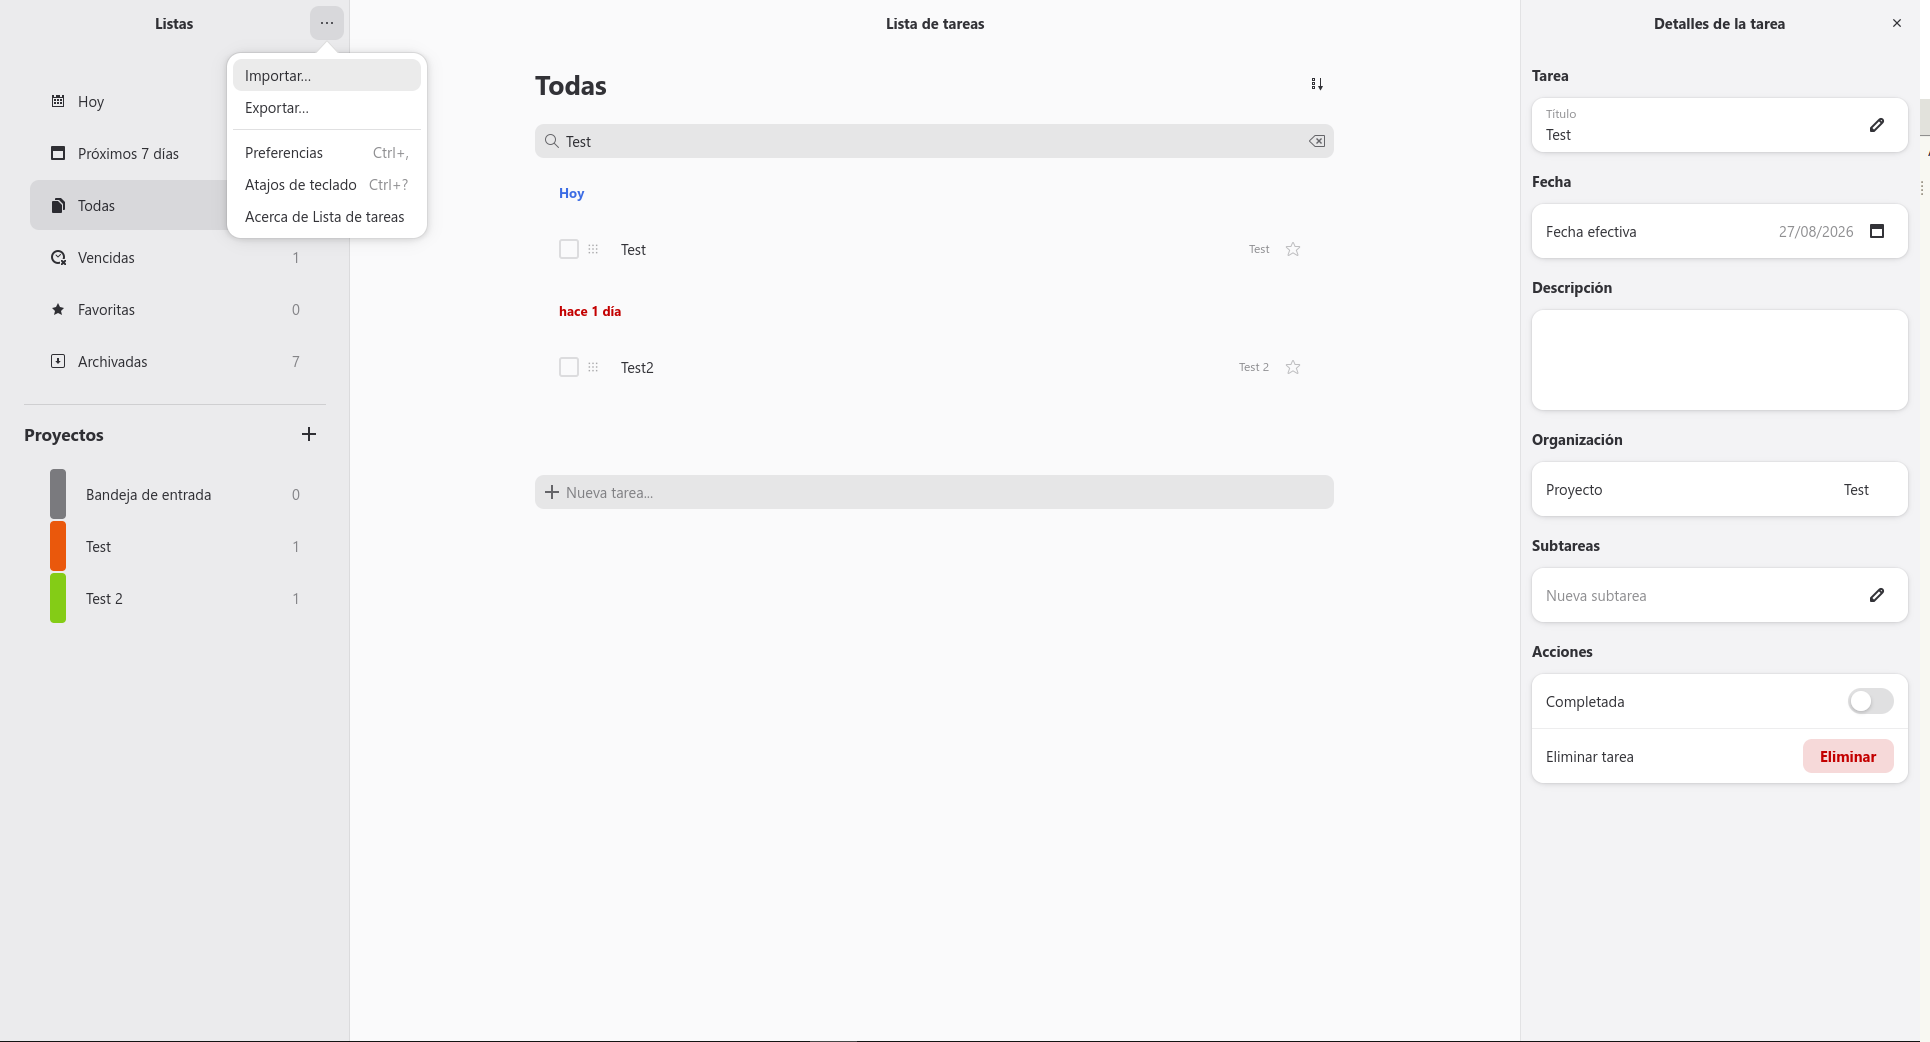 Listas
Importar...
Exportar...
Preferencias Ctrl+,
Atajos de teclado Ctrl+?
Acerca de Lista de tareas
Hoy
Próximos 7 días
Todas
Vencidas 1
Favoritas 0
Archivadas 7
Proyectos
Bandeja de entrada 0
Test 1
Test 2 1
Lista de tareas
Todas
Test
Hoy
Test Test
hace 1 día
Test2 Test 2
Nueva tarea...
Detalles de la tarea
Tarea
Título
Test
Fecha
Fecha efectiva 27/08/2026
Descripción
Organización
Proyecto Test
Subtareas
Nueva subtarea
Acciones
Completada
Eliminar tarea Eliminar